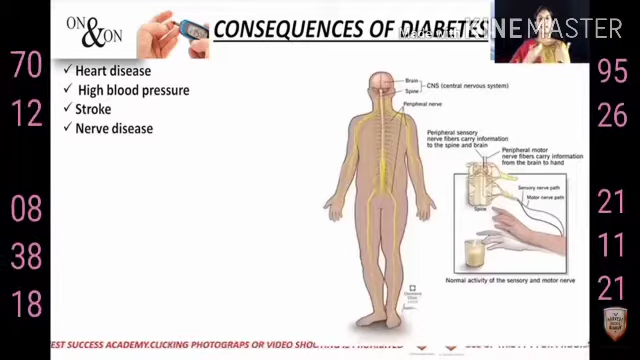 ON
&
ON
CONSEQUENCES OF DIABETES
Made with KINEMASTER
70
12
08
38
18
✓ Heart disease
✓ High blood pressure
✓ Stroke
✓ Nerve disease
Brain
Spine
CNS (central nervous system)
Peripheral nerve
Peripheral sensory
nerve fibers carry information
to the spine and brain
Peripheral motor
nerve fibers carry information
from the brain to hand
Sensory nerve path
Motor nerve path
Spine
Normal activity of the sensory and motor nerve
95
26
21
11
21
EST SUCCESS ACADEMY.CLICKING PHOTOGRAPS OR VIDEO